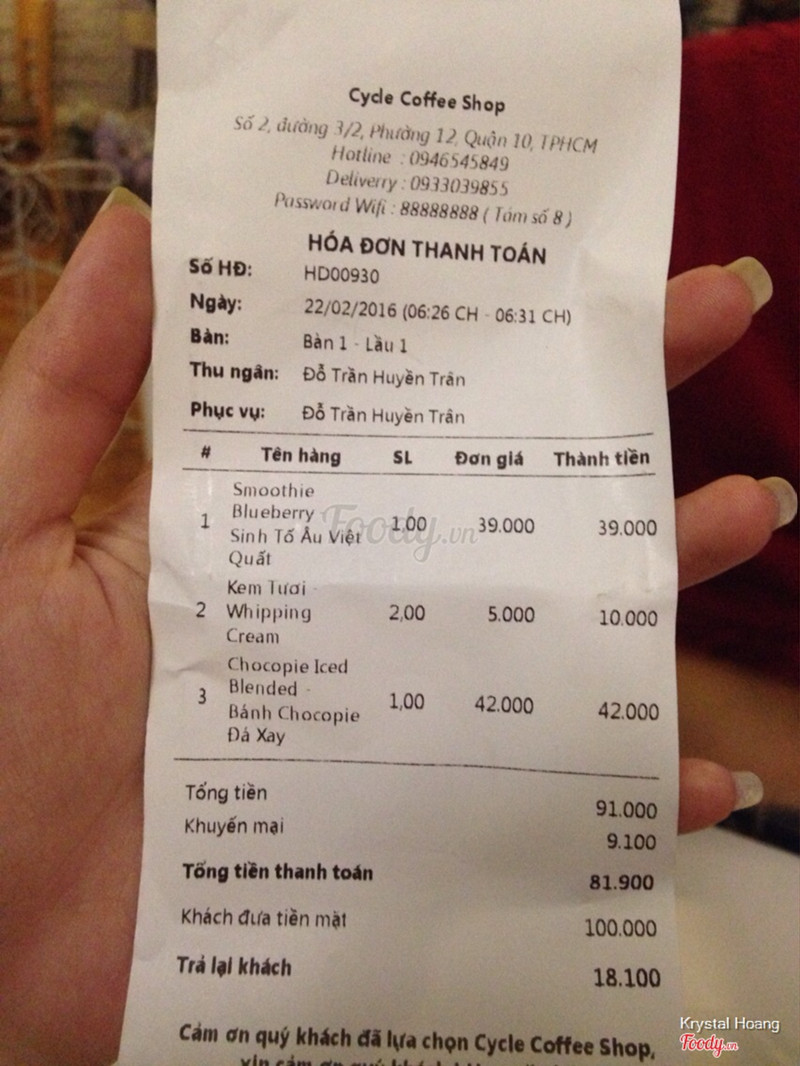 Cycle Coffee Shop
Số 2, đường 3/2, Phường 12, Quận 10, TPHCM
Hotline : 0946545849
Deliverry : 0933039855
Password Wifi : 88888888 ( Tám số 8 )
HÓA ĐƠN THANH TOÁN
Số HĐ: HD00930
Ngày: 22/02/2016 (06:26 CH - 06:31 CH)
Bàn: Bàn 1 - Lầu 1
Thu ngân: Đỗ Trần Huyền Trân
Phục vụ: Đỗ Trần Huyền Trân
# Tên hàng SL Đơn giá Thành tiền
Smoothie
Blueberry
1 Sinh Tố Âu Việt 1,00 39.000 39.000
Quất
Kem Tươi -
2 Whipping 2,00 5.000 10.000
Cream
Chocopie Iced
Blended -
3 Bánh Chocopie 1,00 42.000 42.000
Đá Xay
Tổng tiền 91.000
Khuyến mại 9.100
Tổng tiền thanh toán 81.900
Khách đưa tiền mặt 100.000
Trả lại khách 18.100
Cảm ơn quý khách đã lựa chọn Cycle Coffee Shop,
xin cảm ơn quý khách
Foody.vn
Krystal Hoang
Foody.vn